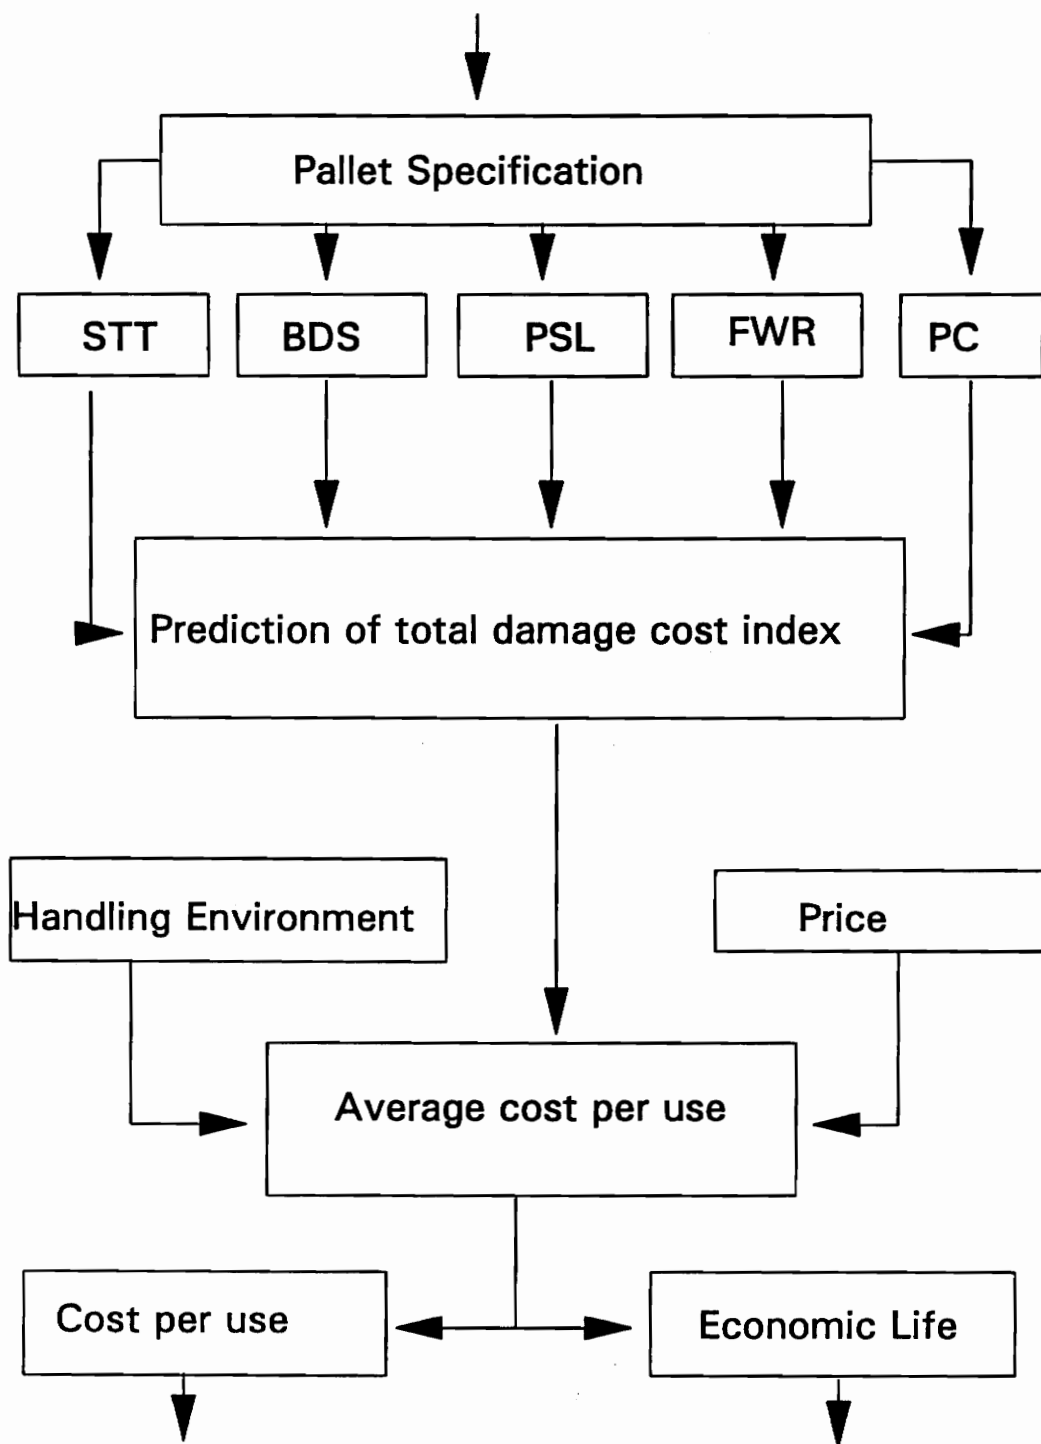 Pallet Specification
STT
BDS
PSL
FWR
PC
Prediction of total damage cost index
Handling Environment
Price
Average cost per use
Cost per use
Economic Life